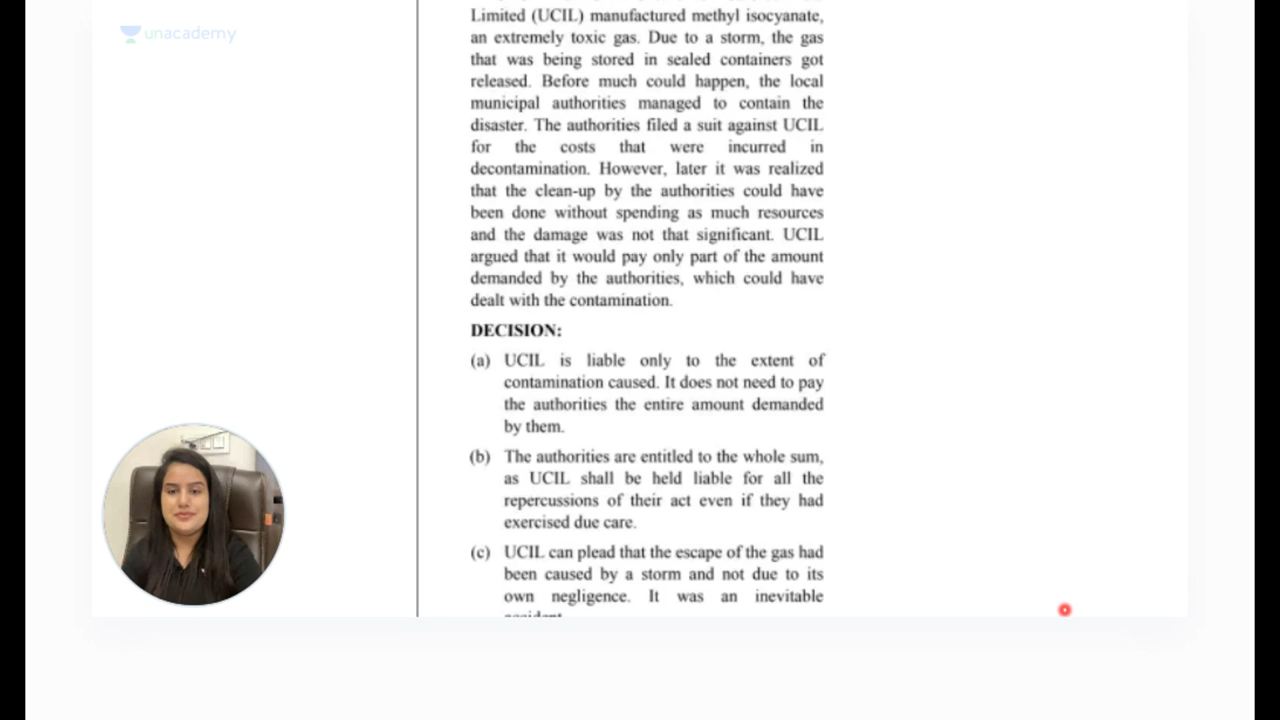 unacademy
Limited (UCIL) manufactured methyl isocyanate,
an extremely toxic gas. Due to a storm, the gas
that was being stored in sealed containers got
released. Before much could happen, the local
municipal authorities managed to contain the
disaster. The authorities filed a suit against UCIL
for the costs that were incurred in
decontamination. However, later it was realized
that the clean-up by the authorities could have
been done without spending as much resources
and the damage was not that significant. UCIL
argued that it would pay only part of the amount
demanded by the authorities, which could have
dealt with the contamination.
DECISION:
(a) UCIL is liable only to the extent of
contamination caused. It does not need to pay
the authorities the entire amount demanded
by them.
(b) The authorities are entitled to the whole sum,
as UCIL shall be held liable for all the
repercussions of their act even if they had
exercised due care.
(c) UCIL can plead that the escape of the gas had
been caused by a storm and not due to its
own negligence. It was an inevitable